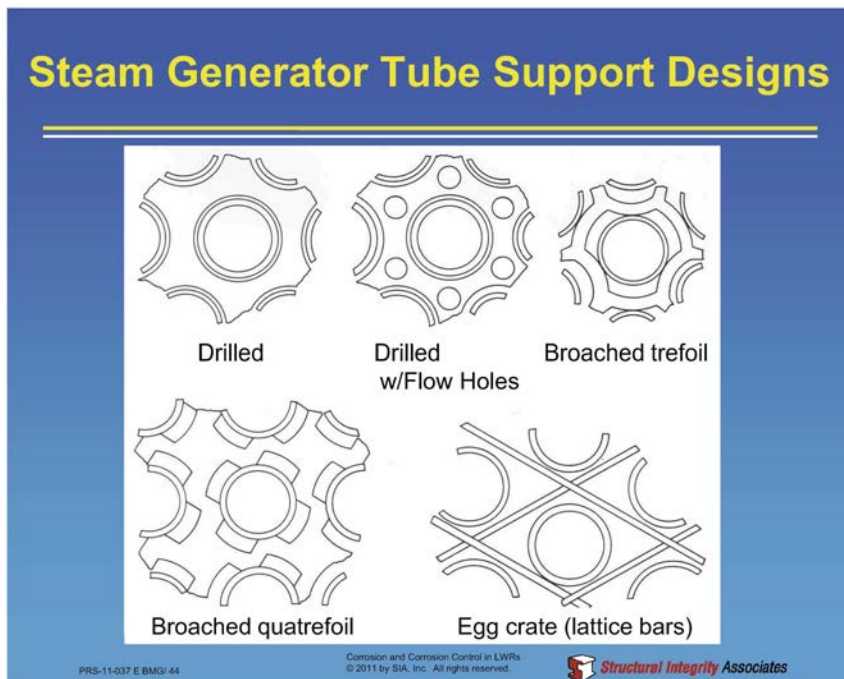 Steam Generator Tube Support Designs
Drilled
Drilled
w/Flow Holes
Broached trefoil
Broached quatrefoil
Egg crate (lattice bars)
PRS-11-037 E BMG/ 44
Corrosion and Corrosion Control in LWRs
© 2011 by SIA, Inc. All rights reserved.
Structural Integrity Associates